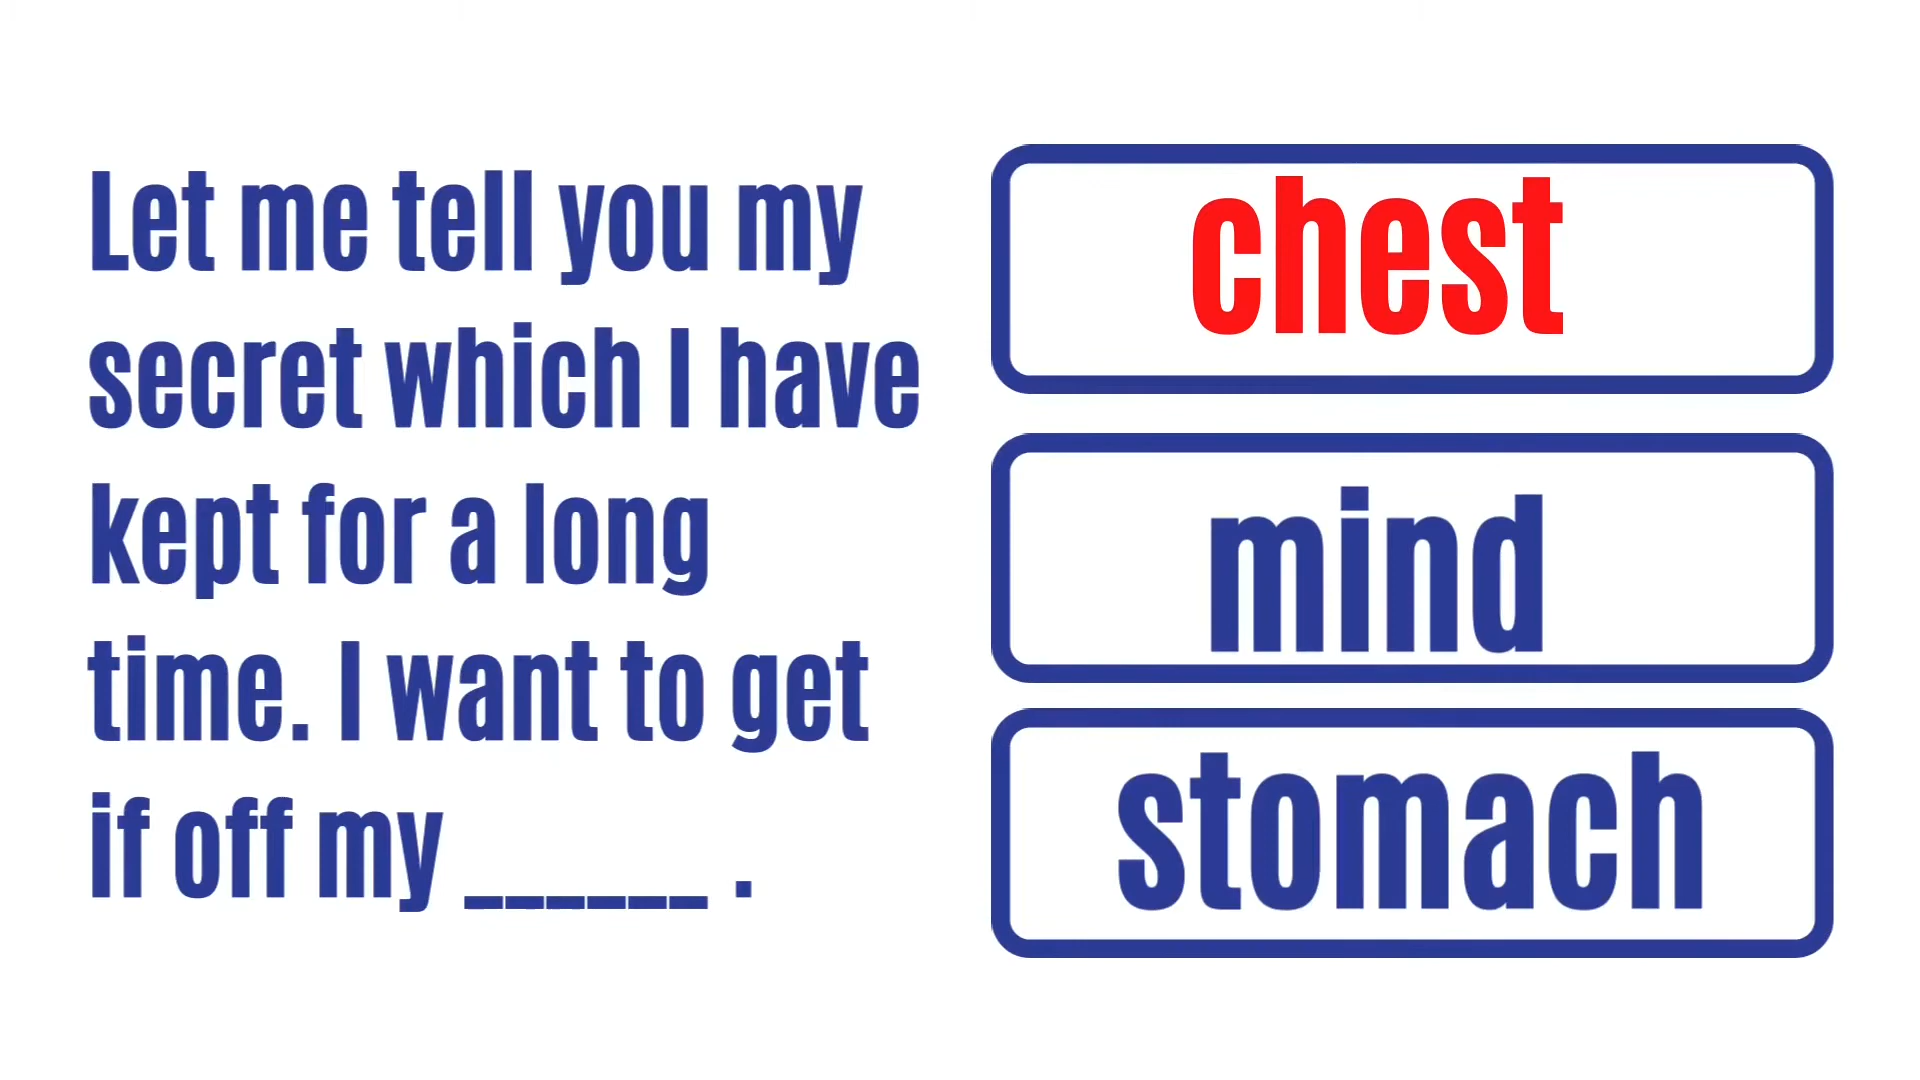 Let me tell you my
secret which I have
kept for a long
time. I want to get
if off my ______ .
chest
mind
stomach